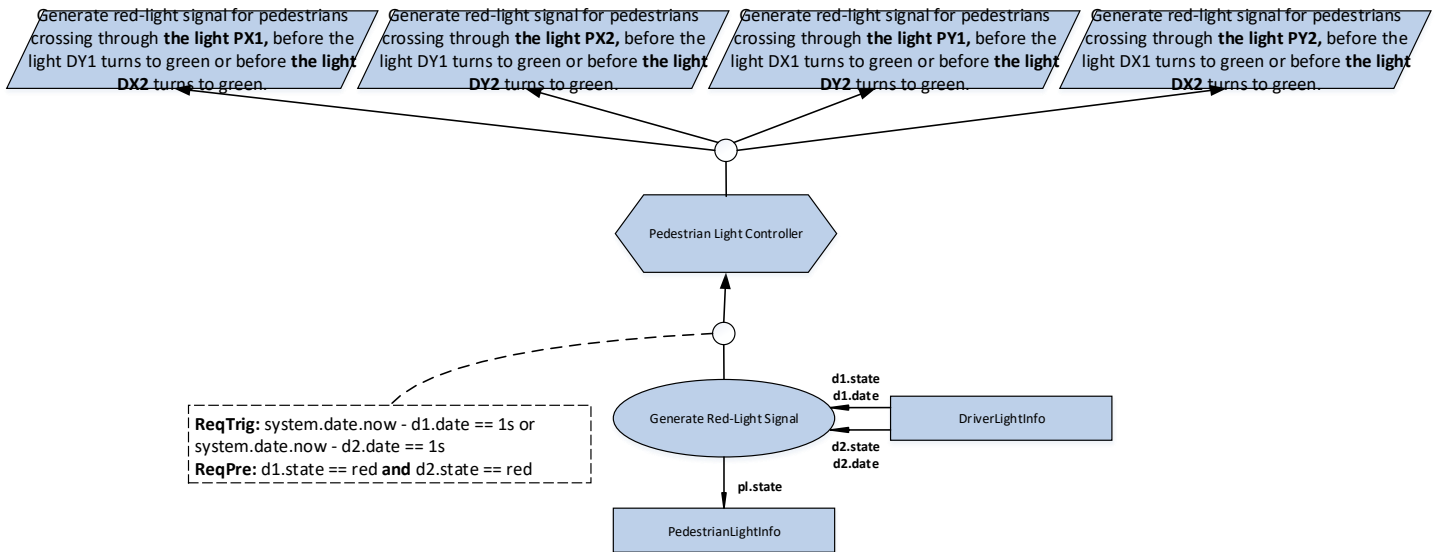 Generate red-light signal for pedestrians
crossing through the light PX1, before the
light DY1 turns to green or before the light
DX2 turns to green.
Generate red-light signal for pedestrians
crossing through the light PX2, before the
light DY1 turns to green or before the light
DY2 turns to green.
Generate red-light signal for pedestrians
crossing through the light PY1, before the
light DX1 turns to green or before the light
DY2 turns to green.
Generate red-light signal for pedestrians
crossing through the light PY2, before the
light DX1 turns to green or before the light
DX2 turns to green.
Pedestrian Light Controller
ReqTrig: system.date.now - d1.date == 1s or
system.date.now - d2.date == 1s
ReqPre: d1.state == red and d2.state == red
Generate Red-Light Signal
d1.state
d1.date
d2.state
d2.date
DriverLightInfo
pl.state
PedestrianLightInfo